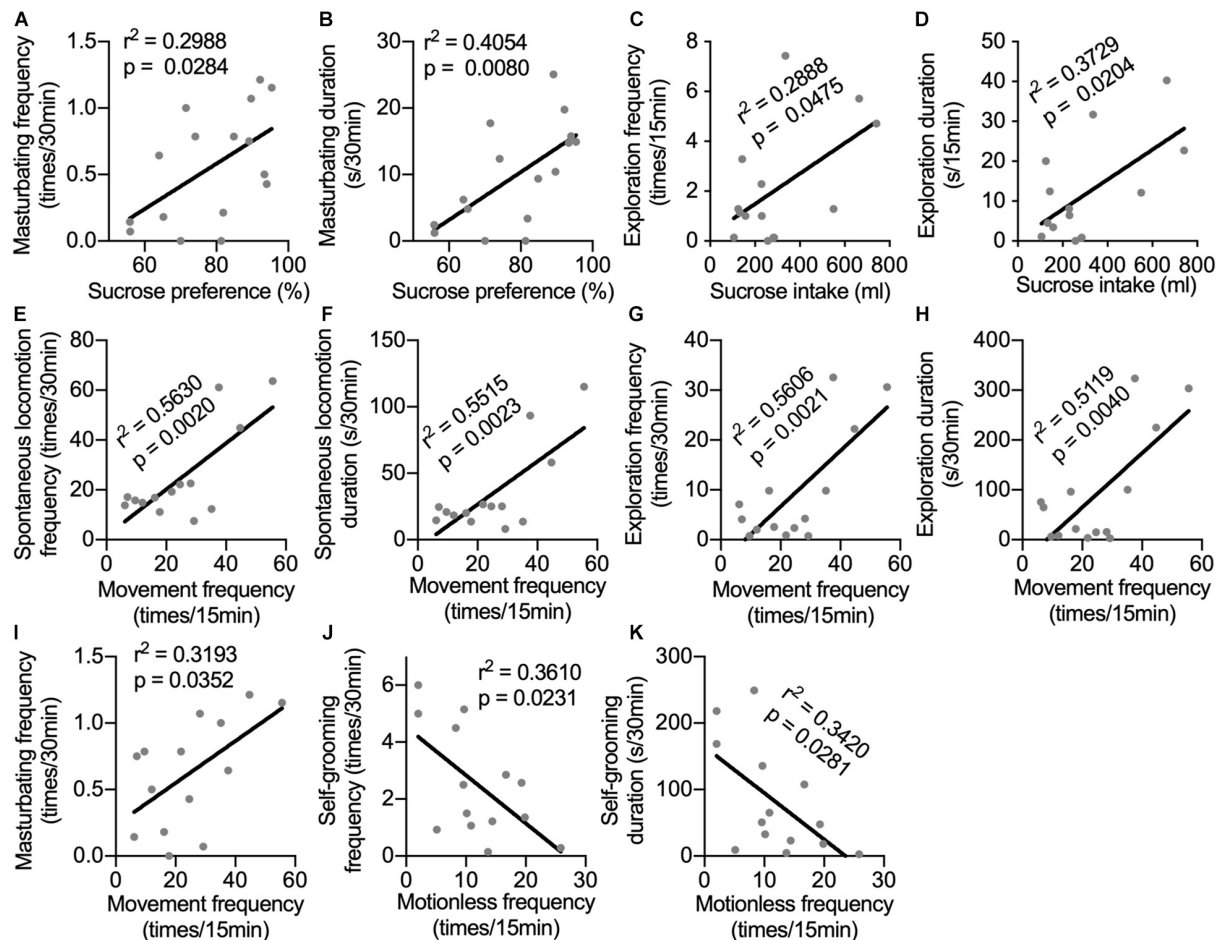 A
r² = 0.2988
p = 0.0284
Masturbating frequency
(times/30min)
1.5
1.0
0.5
0.0
60 80 100
Sucrose preference (%)
B
r² = 0.4054
p = 0.0080
Masturbating duration
(s/30min)
30
20
10
0
60 80 100
Sucrose preference (%)
C
r² = 0.2888
p = 0.0475
Exploration frequency
(times/15min)
8
6
4
2
0
0 200 400 600 800
Sucrose intake (ml)
D
r² = 0.3729
p = 0.0204
Exploration duration
(s/15min)
50
40
30
20
10
0
0 200 400 600 800
Sucrose intake (ml)
E
r² = 0.5630
p = 0.0020
Spontaneous locomotion
frequency (times/30min)
80
60
40
20
0
0 20 40 60
Movement frequency
(times/15min)
F
r² = 0.5515
p = 0.0023
Spontaneous locomotion
duration (s/30min)
150
100
50
0
0 20 40 60
Movement frequency
(times/15min)
G
r² = 0.5606
p = 0.0021
Exploration frequency
(times/30min)
40
30
20
10
0
0 20 40 60
Movement frequency
(times/15min)
H
r² = 0.5119
p = 0.0040
Exploration duration
(s/30min)
400
300
200
100
0
0 20 40 60
Movement frequency
(times/15min)
I
r² = 0.3193
p = 0.0352
Masturbating frequency
(times/30min)
1.5
1.0
0.5
0.0
0 20 40 60
Movement frequency
(times/15min)
J
r² = 0.3610
p = 0.0231
Self-grooming
frequency (times/30min)
6
4
2
0
0 10 20 30
Motionless frequency
(times/15min)
K
r² = 0.3420
p = 0.0281
Self-grooming
duration (s/30min)
300
200
100
0
0 10 20 30
Motionless frequency
(times/15min)